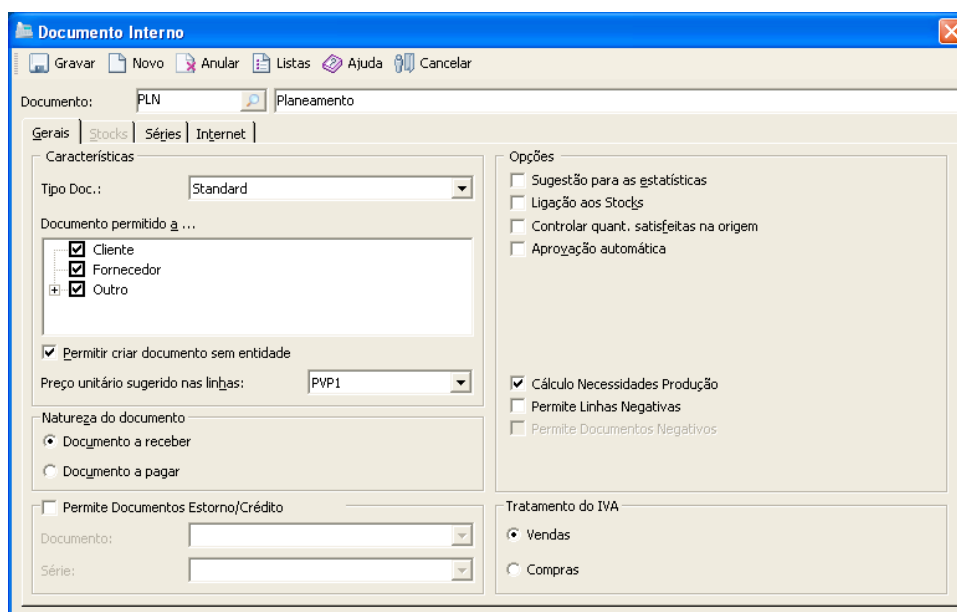 Documento Interno
Gravar Novo Anular Listas Ajuda Cancelar
Documento: PLN Planeamento
Gerais Stocks Séries Internet
Características
Tipo Doc.: Standard
Documento permitido a ...
Cliente
Fornecedor
Outro
Permitir criar documento sem entidade
Preço unitário sugerido nas linhas: PVP1
Natureza do documento
Documento a receber
Documento a pagar
Permite Documentos Estorno/Crédito
Documento:
Série:
Opções
Sugestão para as estatísticas
Ligação aos Stocks
Controlar quant. satisfeitas na origem
Aprovação automática
Cálculo Necessidades Produção
Permite Linhas Negativas
Permite Documentos Negativos
Tratamento do IVA
Vendas
Compras